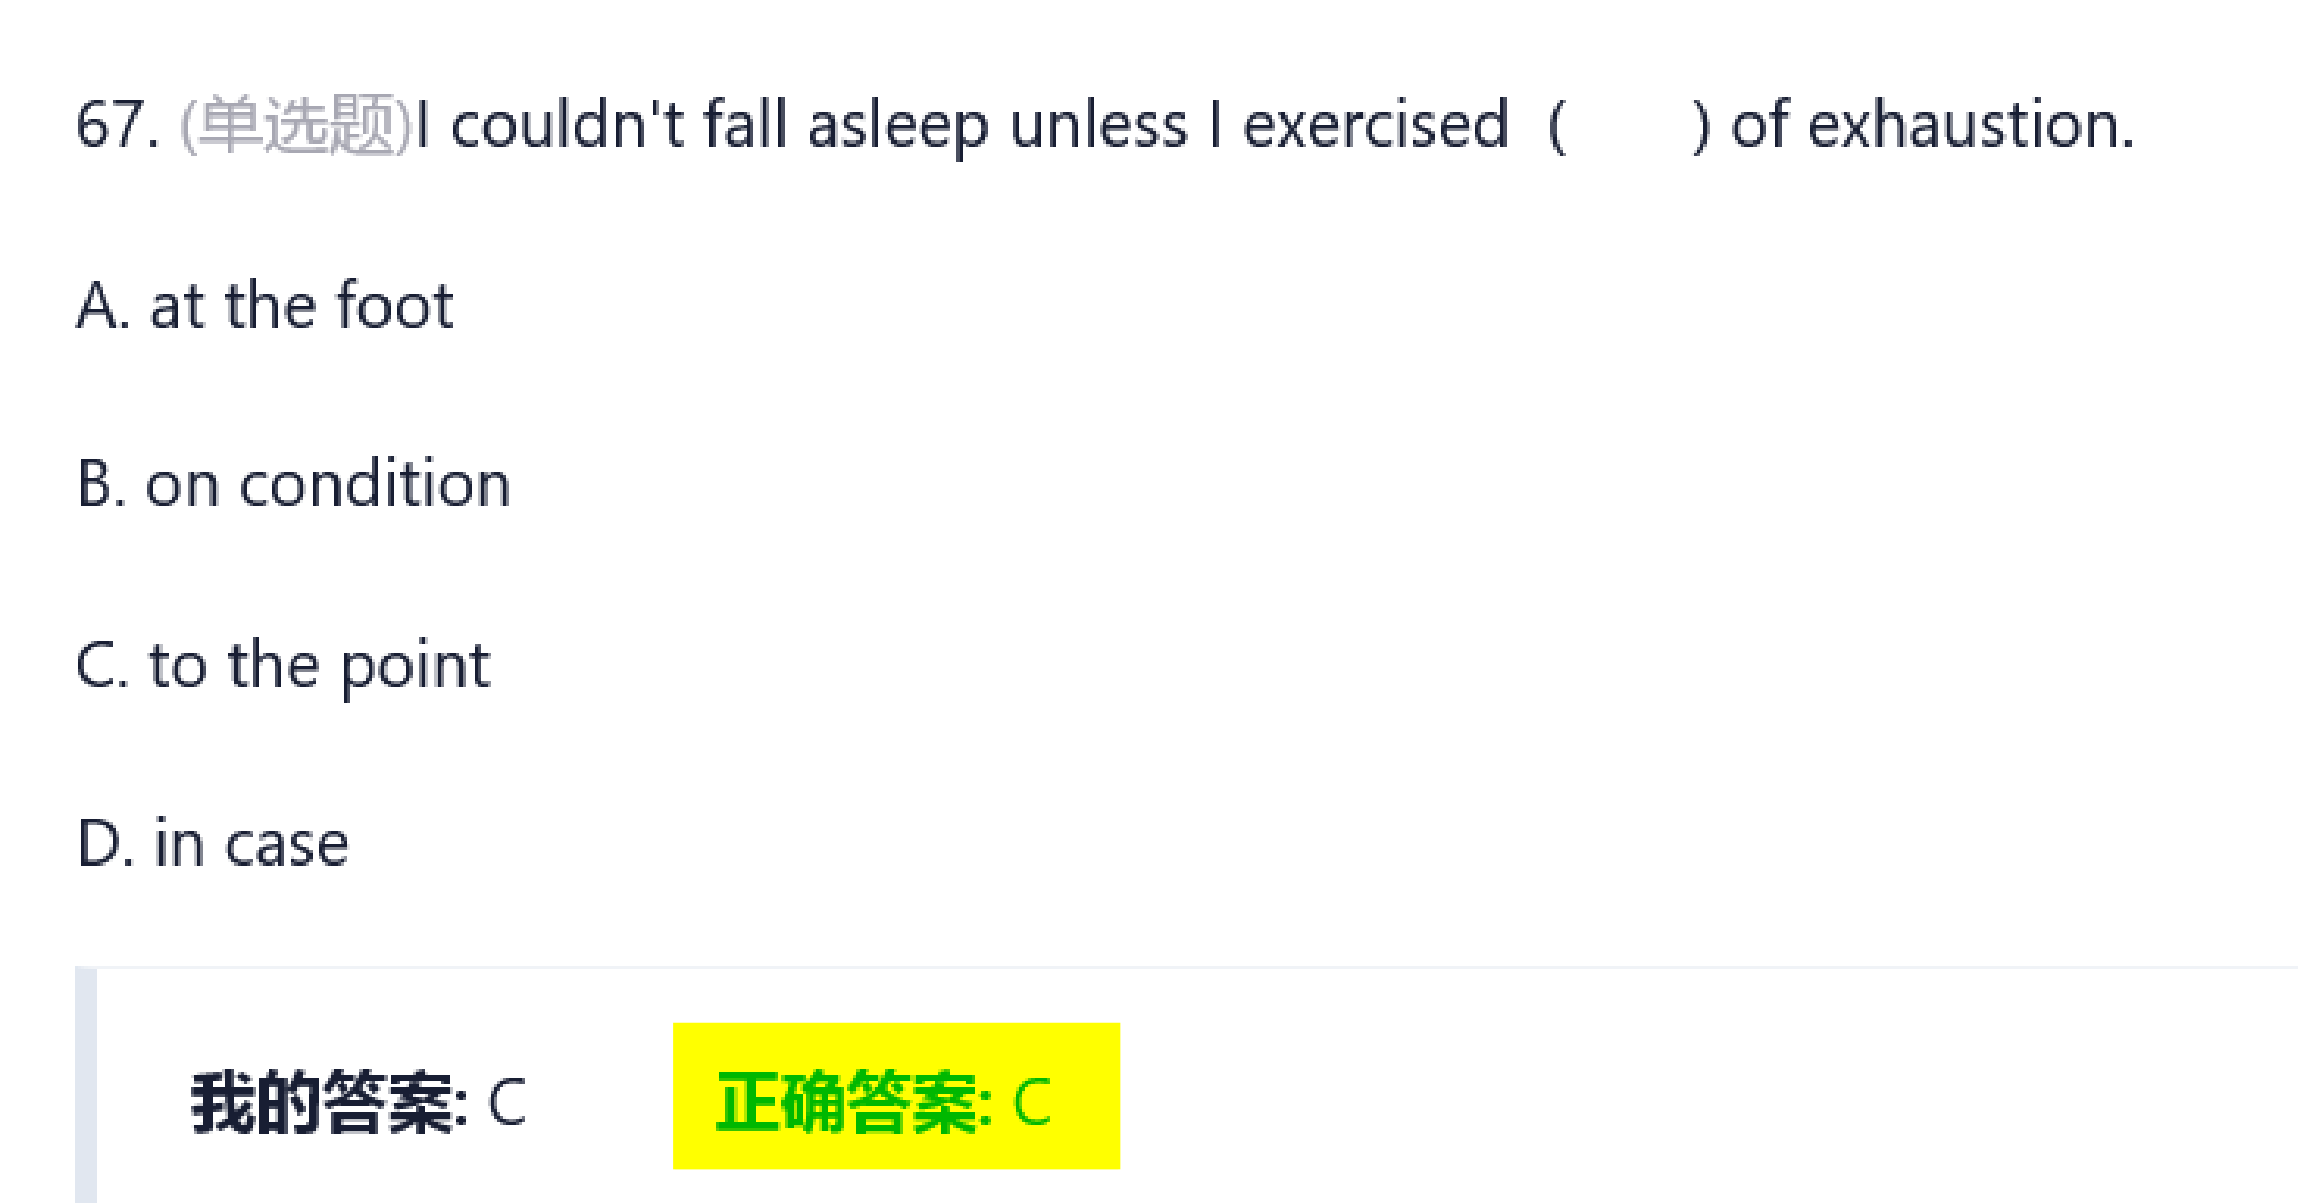 67. (单选题)I couldn't fall asleep unless I exercised (      ) of exhaustion.
A. at the foot
B. on condition
C. to the point
D. in case
我的答案: C  正确答案: C